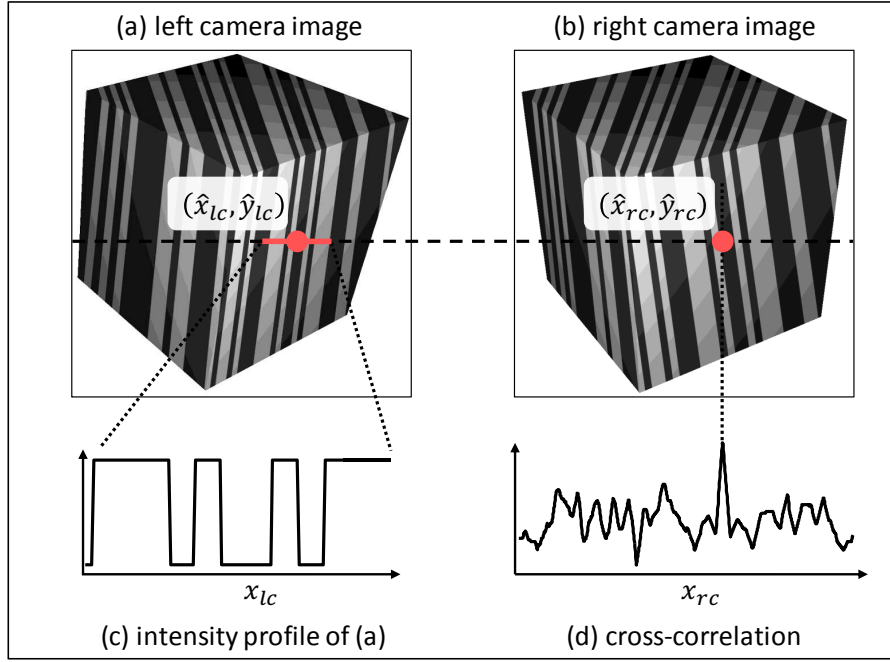 (a) left camera image
(b) right camera image
(x̂_lc, ŷ_lc)
(x̂_rc, ŷ_rc)
x_lc
x_rc
(c) intensity profile of (a)
(d) cross-correlation